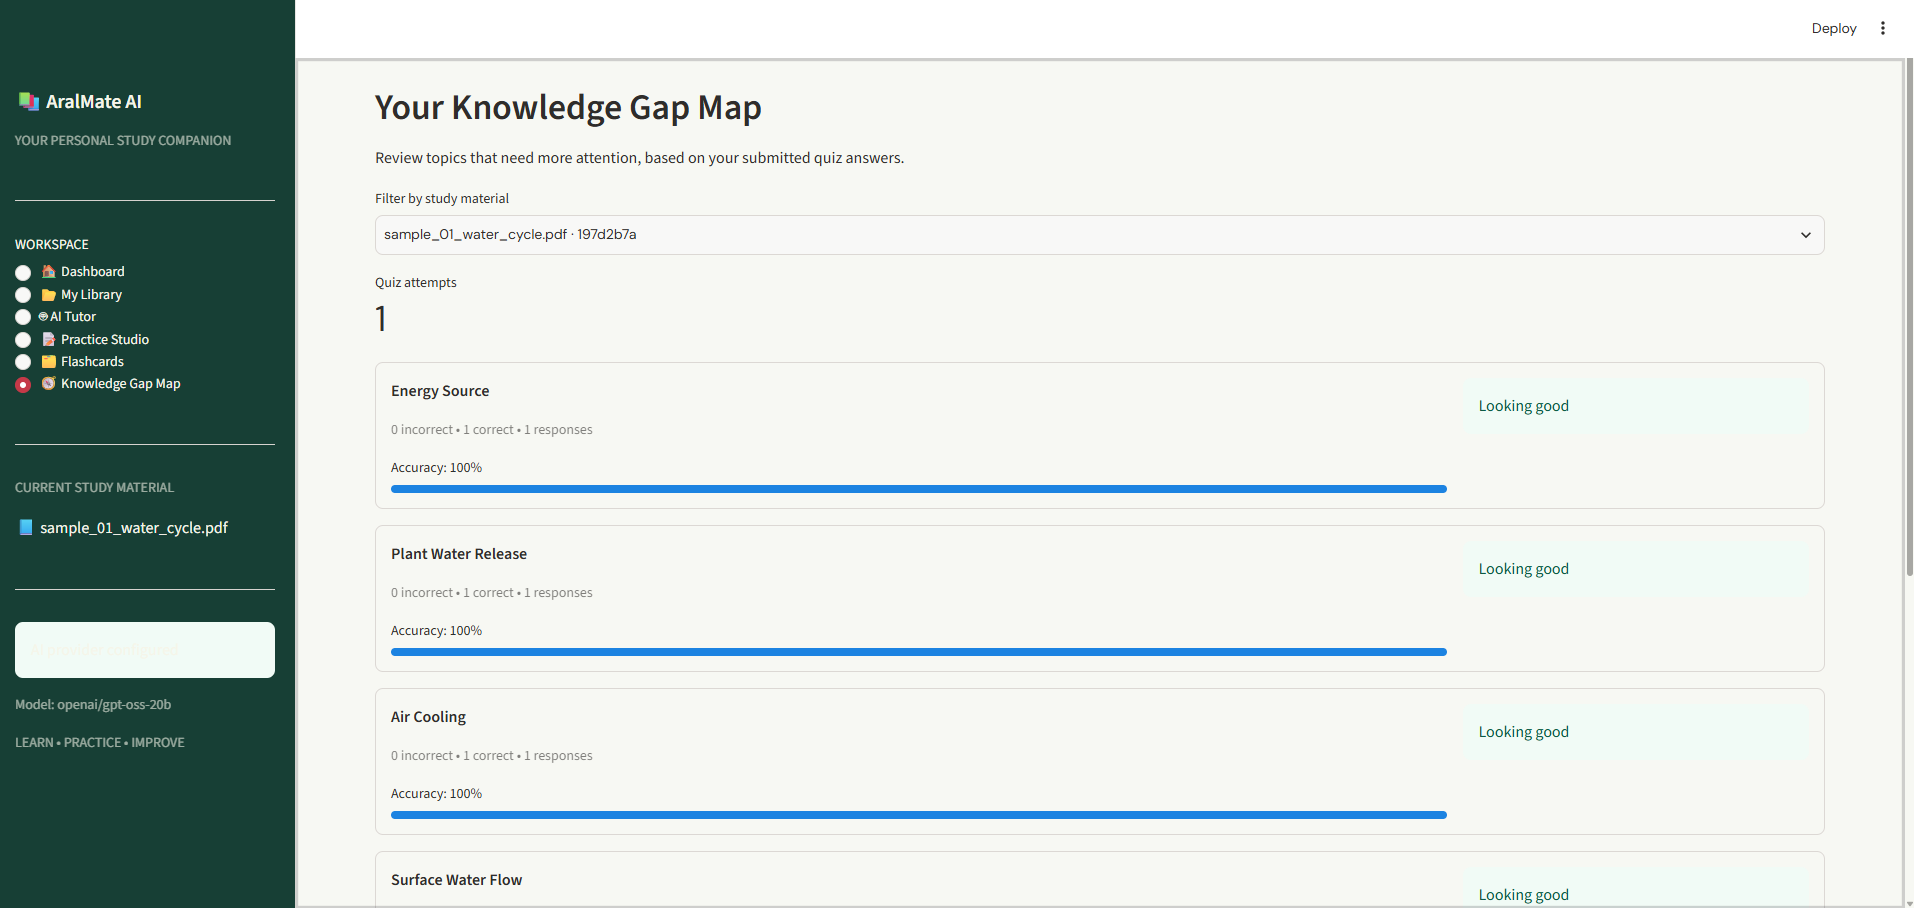 Deploy
AralMate AI
YOUR PERSONAL STUDY COMPANION
WORKSPACE
Dashboard
My Library
AI Tutor
Practice Studio
Flashcards
Knowledge Gap Map
CURRENT STUDY MATERIAL
sample_01_water_cycle.pdf
Model: openai/gpt-oss-20b
LEARN • PRACTICE • IMPROVE
Your Knowledge Gap Map
Review topics that need more attention, based on your submitted quiz answers.
Filter by study material
sample_01_water_cycle.pdf · 197d2b7a
Quiz attempts
1
Energy Source
Looking good
0 incorrect • 1 correct • 1 responses
Accuracy: 100%
Plant Water Release
Looking good
0 incorrect • 1 correct • 1 responses
Accuracy: 100%
Air Cooling
Looking good
0 incorrect • 1 correct • 1 responses
Accuracy: 100%
Surface Water Flow
Looking good